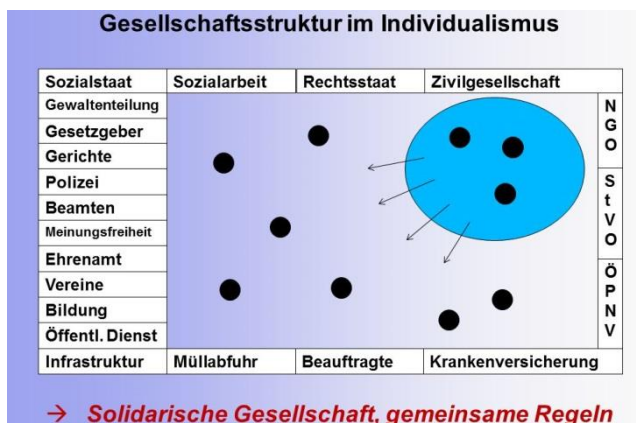 Gesellschaftsstruktur im Individualismus
Sozialstaat Sozialarbeit Rechtsstaat Zivilgesellschaft
Gewaltenteilung
Gesetzgeber
Gerichte
Polizei
Beamten
Meinungsfreiheit
Ehrenamt
Vereine
Bildung
Öffentl. Dienst
NGO
StVO
ÖPNV
Infrastruktur Müllabfuhr Beauftragte Krankenversicherung
→ Solidarische Gesellschaft, gemeinsame Regeln